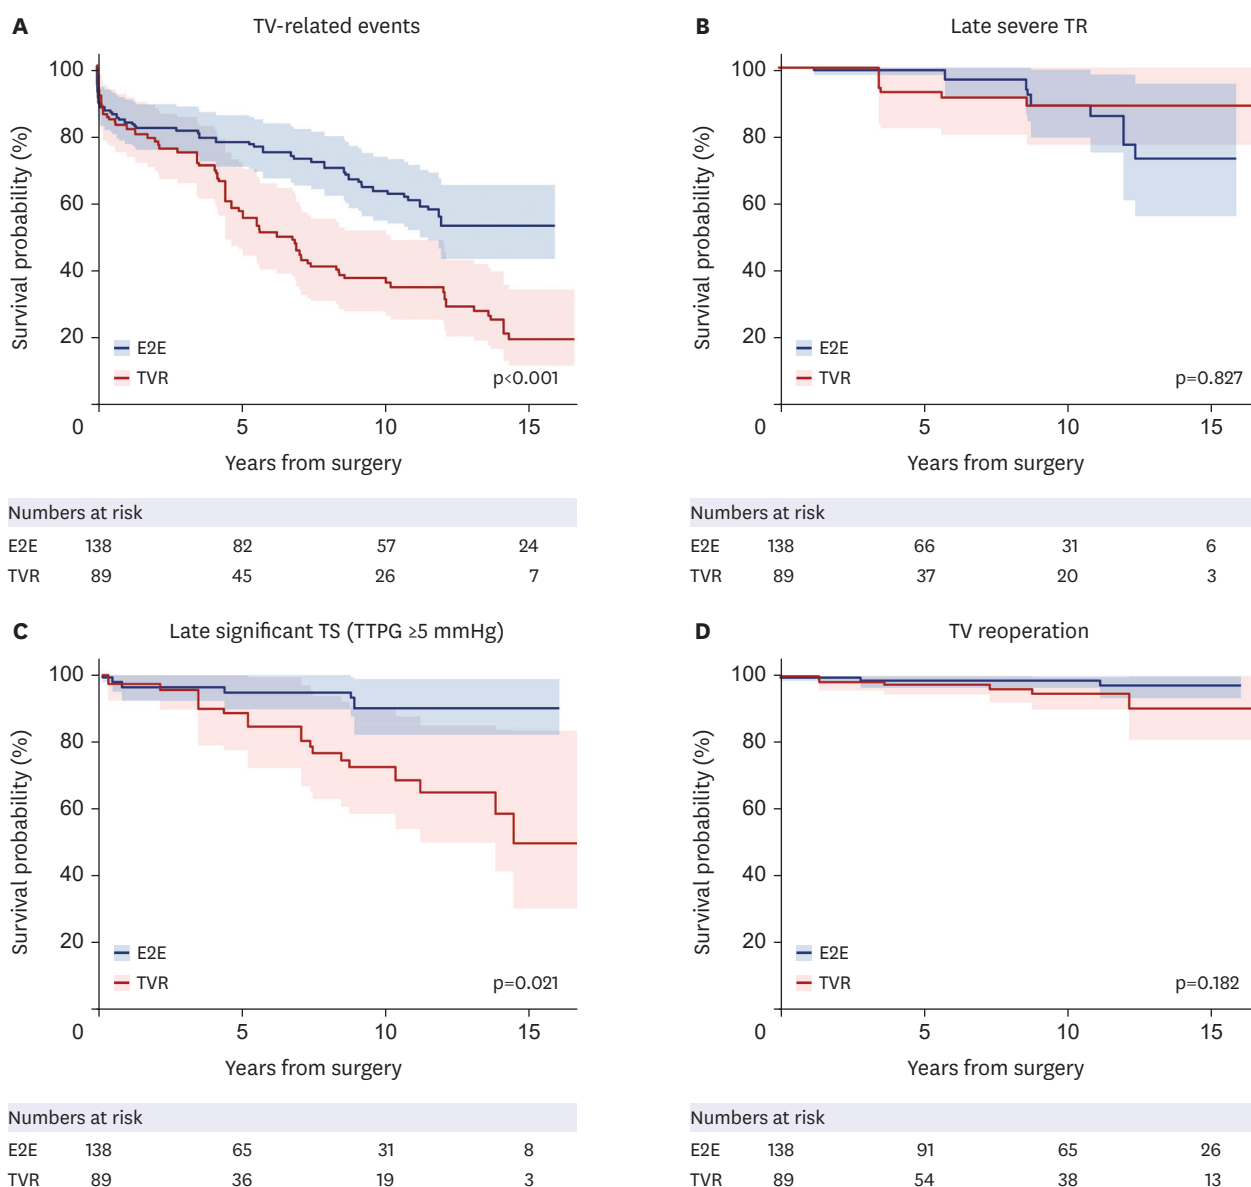 A TV-related events
Survival probability (%)
100
80
60
40
20
0 5 10 15
E2E
TVR
p<0.001
Years from surgery
Numbers at risk
E2E 138 82 57 24
TVR 89 45 26 7
B Late severe TR
Survival probability (%)
100
80
60
40
20
0 5 10 15
E2E
TVR
p=0.827
Years from surgery
Numbers at risk
E2E 138 66 31 6
TVR 89 37 20 3
C Late significant TS (TTPG ≥5 mmHg)
Survival probability (%)
100
80
60
40
20
0 5 10 15
E2E
TVR
p=0.021
Years from surgery
Numbers at risk
E2E 138 65 31 8
TVR 89 36 19 3
D TV reoperation
Survival probability (%)
100
80
60
40
20
0 5 10 15
E2E
TVR
p=0.182
Years from surgery
Numbers at risk
E2E 138 91 65 26
TVR 89 54 38 13